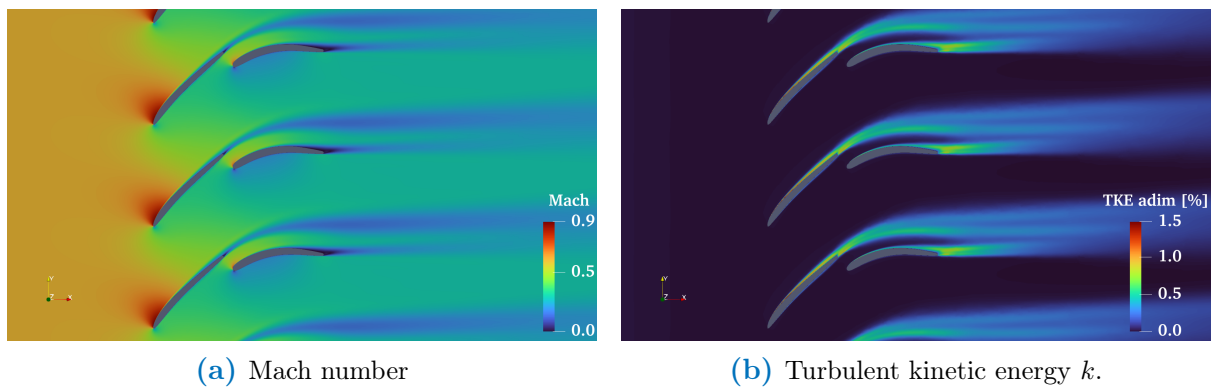 Mach
0.9
0.5
0.0
Y
Z
X
TKE adim [%]
1.5
1.0
0.5
0.0
Y
Z
X
(a) Mach number
(b) Turbulent kinetic energy k.